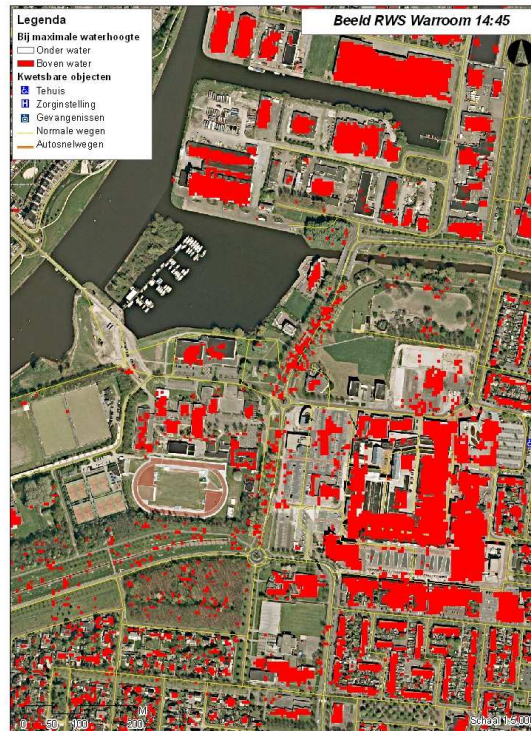 Legenda
Bij maximale waterhoogte
Onder water
Boven water
Kwetsbare objecten
Tehuis
H Zorginstelling
Gevangenissen
Normale wegen
Autosnelwegen
Beeld RWS Warroom 14:45
M
0 50 100 200
Schaal 1:5.000